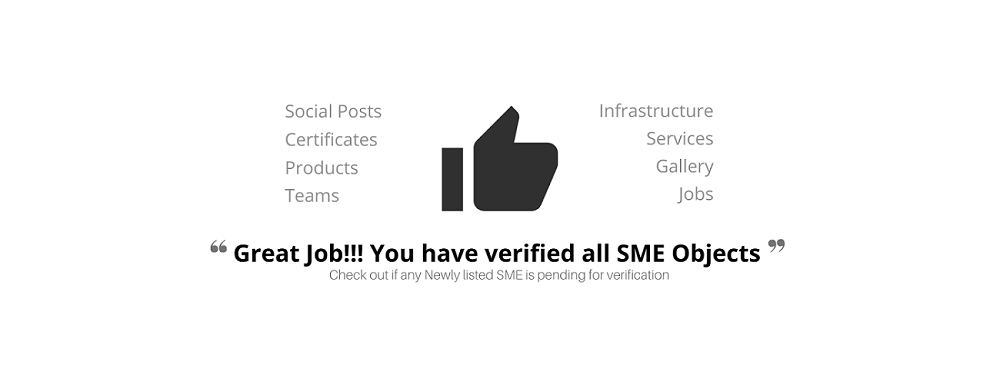 Social Posts
Certificates
Products
Teams
Infrastructure
Services
Gallery
Jobs
“ Great Job!!! You have verified all SME Objects ”
Check out if any Newly listed SME is pending for verification